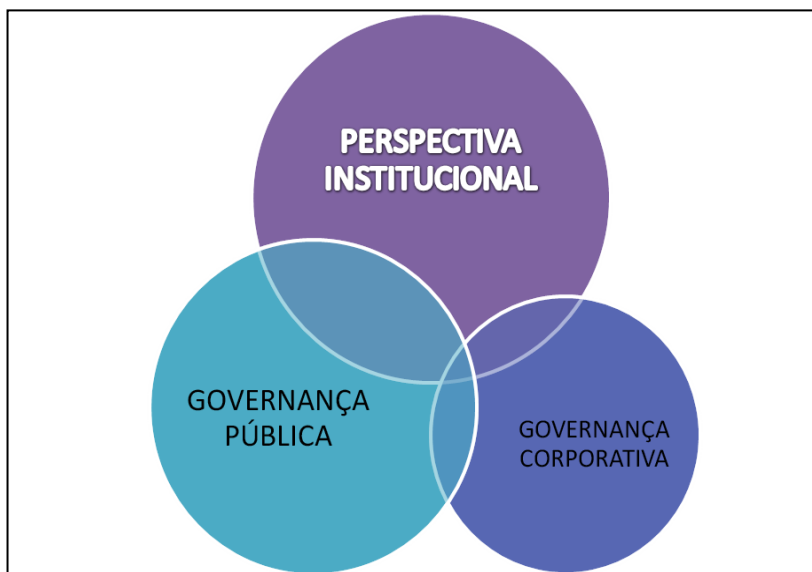 PERSPECTIVA
INSTITUCIONAL
GOVERNANÇA
PÚBLICA
GOVERNANÇA
CORPORATIVA